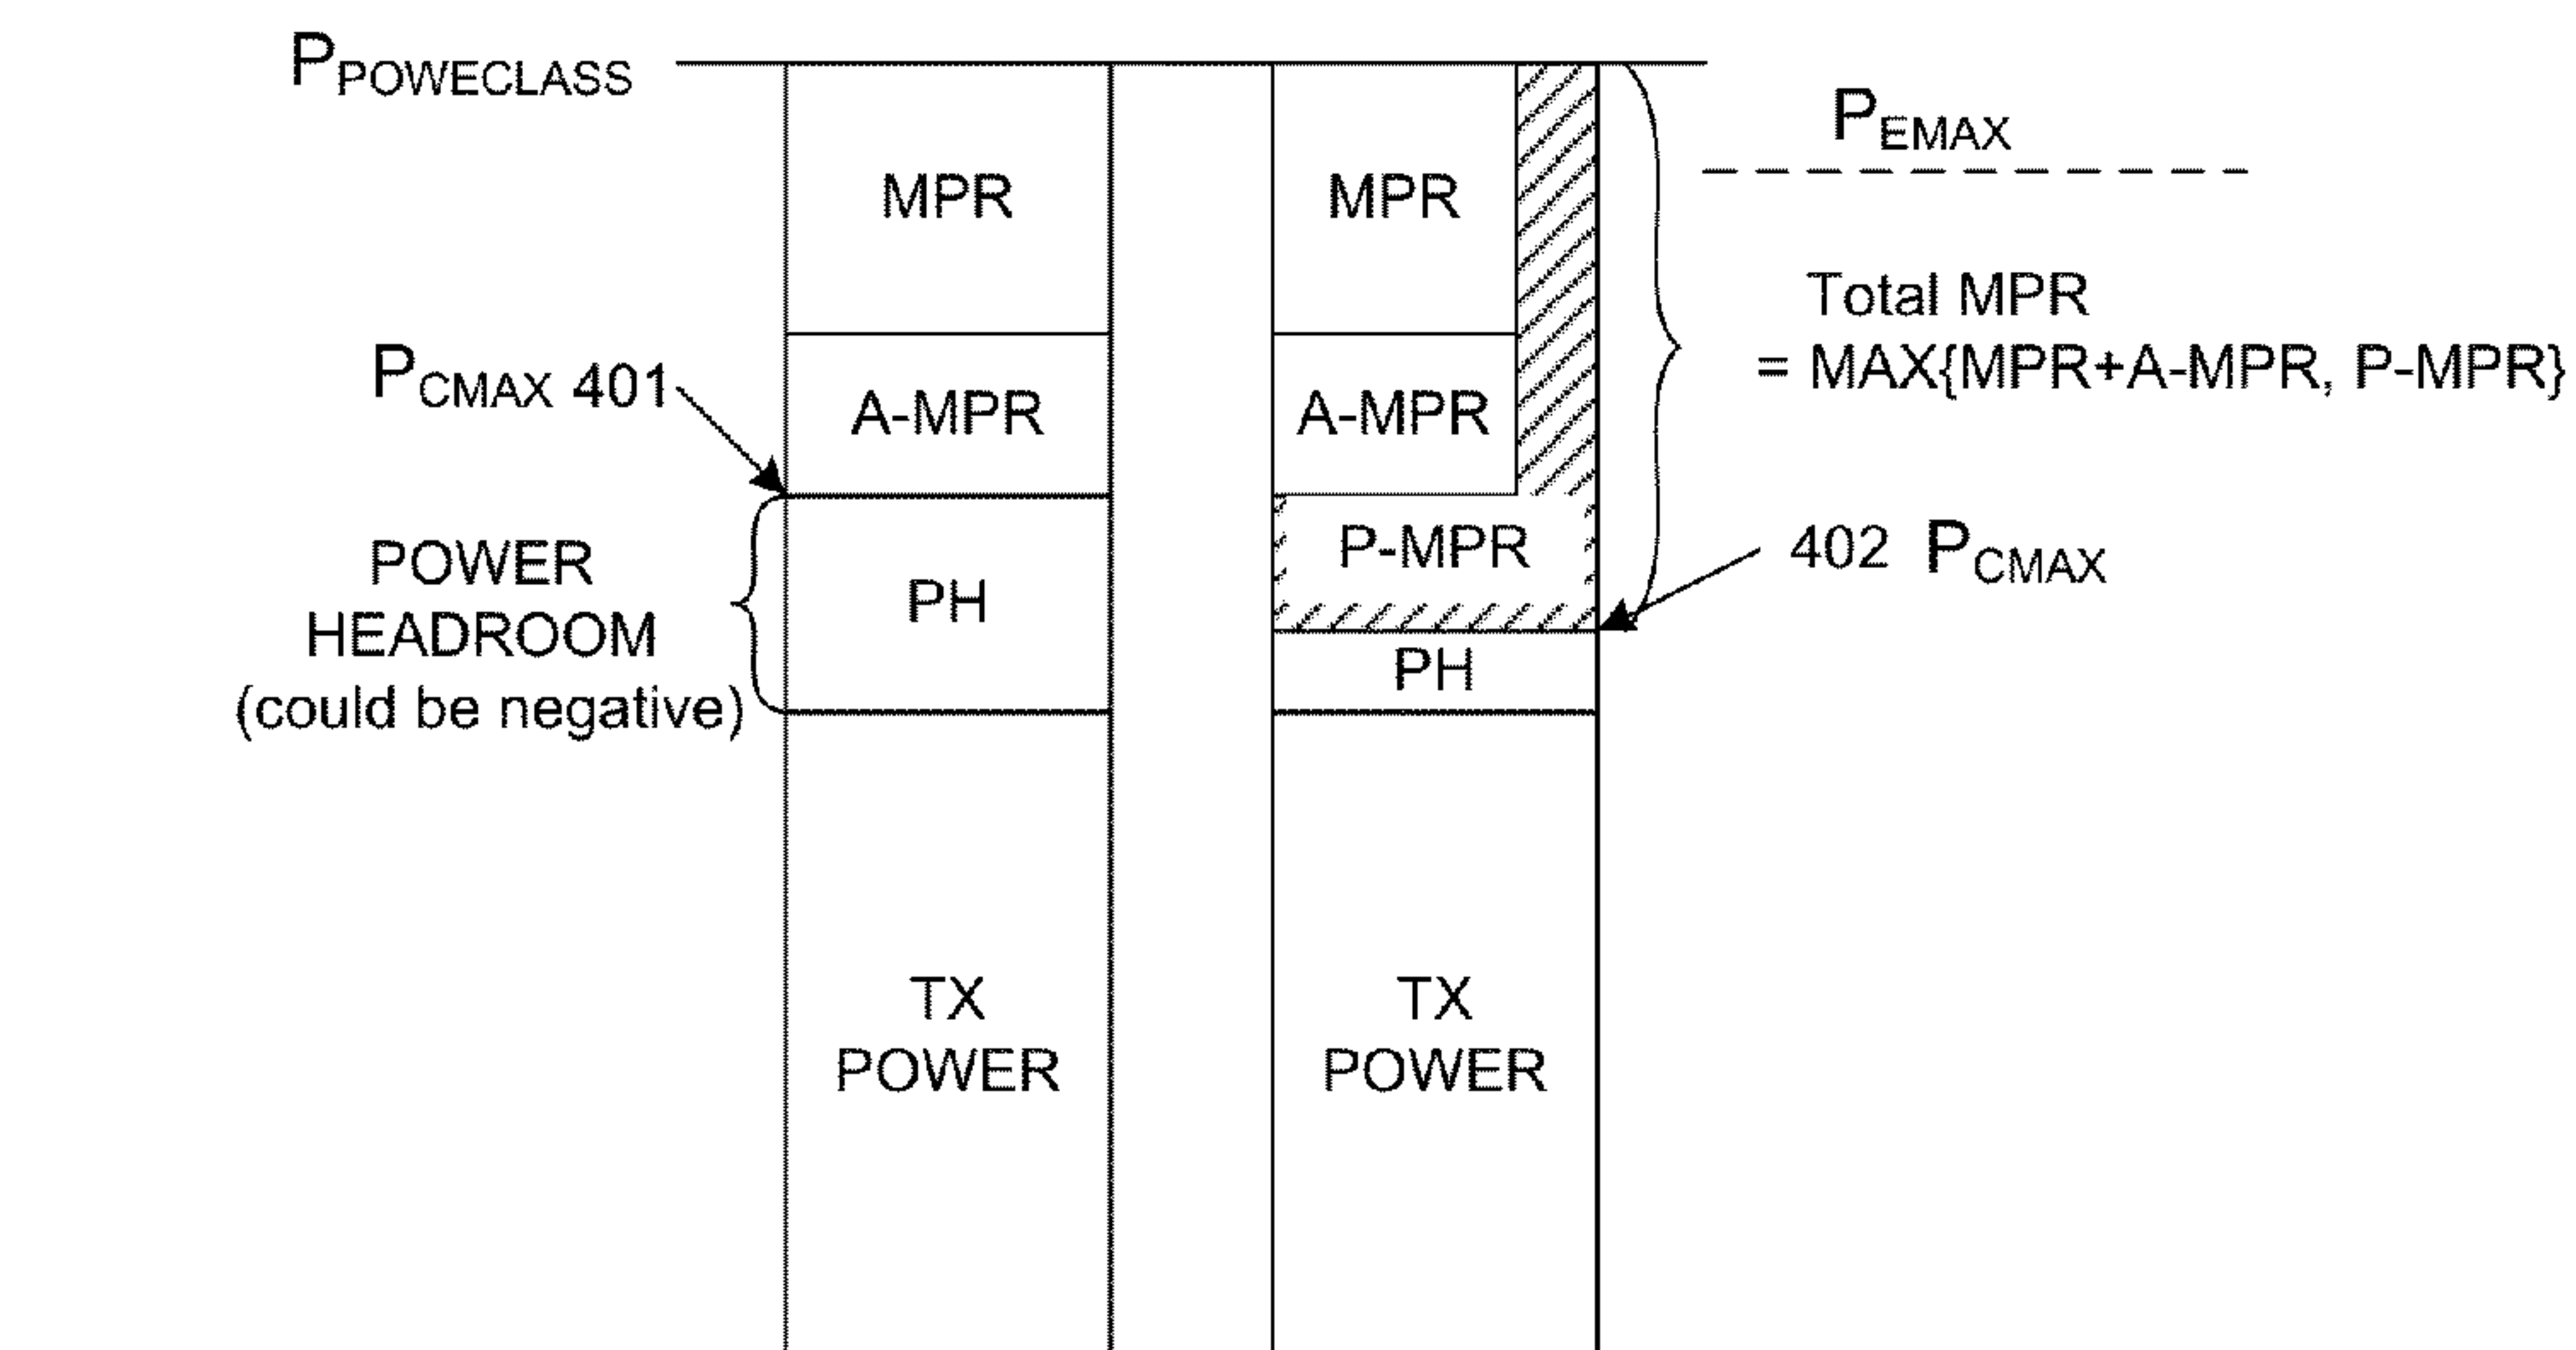 PPOWECLASS
PEMAX
MPR
MPR
Total MPR
= MAX{MPR+A-MPR, P-MPR}
PCMAX 401
A-MPR
A-MPR
POWER
HEADROOM
(could be negative)
PH
P-MPR
402 PCMAX
PH
TX
POWER
TX
POWER